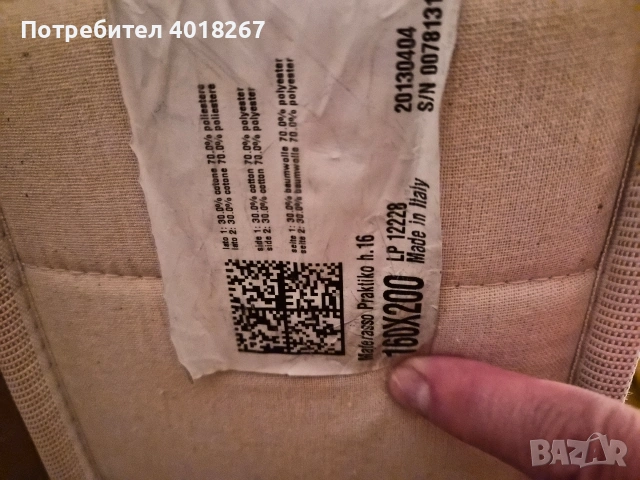 Потребител 4018267
20130404
S/N 0078131
lato 1: 30.0% cotone 70.0% poliestere
lato 2: 30.0% cotone 70.0% poliestere
side 1: 30.0% cotton 70.0% polyester
side 2: 30.0% cotton 70.0% polyester
seite 1: 30.0% baumwolle 70.0% polyester
seite 2: 30.0% baumwolle 70.0% polyester
Materasso Praktiko h.16
160X200
LP 12228
Made in Italy
BAZAR
bg